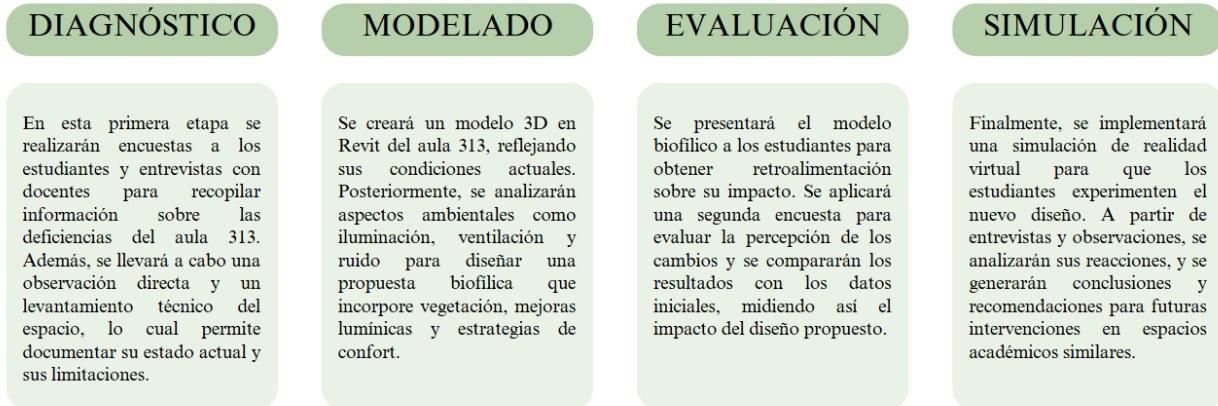 DIAGNÓSTICO
En esta primera etapa se
realizarán encuestas a los
estudiantes y entrevistas con
docentes para recopilar
información sobre las
deficiencias del aula 313.
Además, se llevará a cabo una
observación directa y un
levantamiento técnico del
espacio, lo cual permite
documentar su estado actual y
sus limitaciones.
MODELADO
Se creará un modelo 3D en
Revit del aula 313, reflejando
sus condiciones actuales.
Posteriormente, se analizarán
aspectos ambientales como
iluminación, ventilación y
ruido para diseñar una
propuesta biofílica que
incorpore vegetación, mejoras
lumínicas y estrategias de
confort.
EVALUACIÓN
Se presentará el modelo
biofílico a los estudiantes para
obtener retroalimentación
sobre su impacto. Se aplicará
una segunda encuesta para
evaluar la percepción de los
cambios y se compararán los
resultados con los datos
iniciales, midiendo así el
impacto del diseño propuesto.
SIMULACIÓN
Finalmente, se implementará
una simulación de realidad
virtual para que los
estudiantes experimenten el
nuevo diseño. A partir de
entrevistas y observaciones, se
analizarán sus reacciones, y se
generarán conclusiones y
recomendaciones para futuras
intervenciones en espacios
académicos similares.